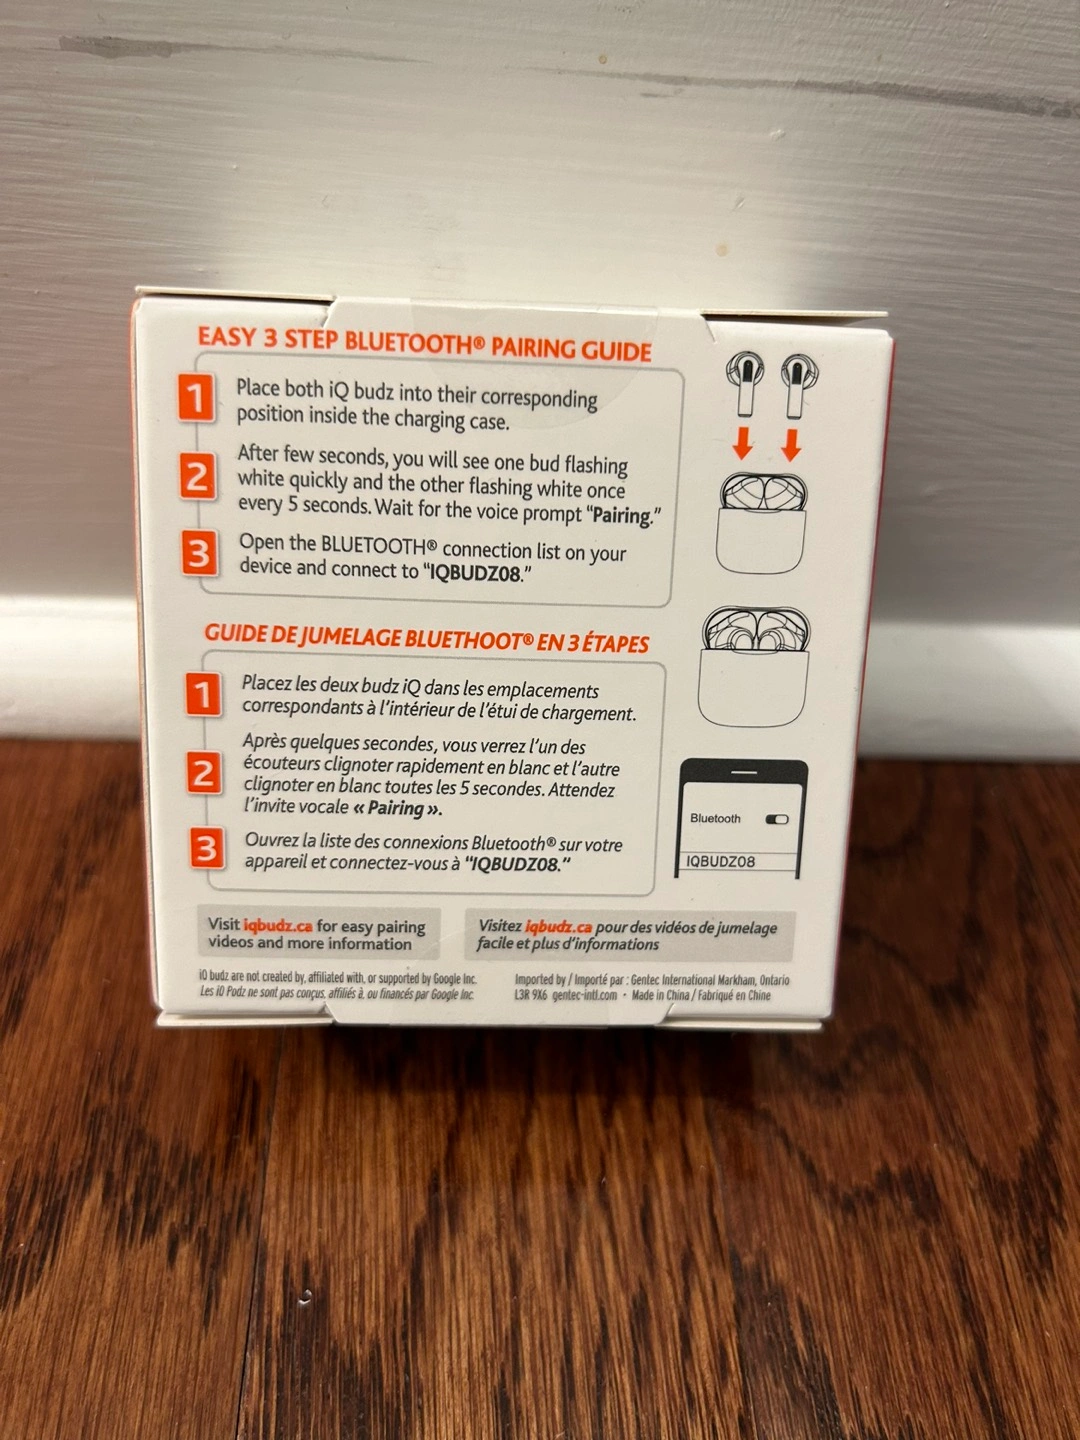 EASY 3 STEP BLUETOOTH® PAIRING GUIDE
1
Place both iQ budz into their corresponding
position inside the charging case.
2
After few seconds, you will see one bud flashing
white quickly and the other flashing white once
every 5 seconds. Wait for the voice prompt “Pairing.”
3
Open the BLUETOOTH® connection list on your
device and connect to “IQBUDZ08.”
GUIDE DE JUMELAGE BLUETHOOT® EN 3 ÉTAPES
1
Placez les deux budz iQ dans les emplacements
correspondants à l’intérieur de l’étui de chargement.
2
Après quelques secondes, vous verrez l’un des
écouteurs clignoter rapidement en blanc et l’autre
clignoter en blanc toutes les 5 secondes. Attendez
l’invite vocale « Pairing ».
3
Ouvrez la liste des connexions Bluetooth® sur votre
appareil et connectez-vous à “IQBUDZ08.”
Bluetooth
IQBUDZ08
Visit iqbudz.ca for easy pairing
videos and more information
Visitez iqbudz.ca pour des vidéos de jumelage
facile et plus d’informations
iQ budz are not created by, affiliated with, or supported by Google Inc.
Les iQ Podz ne sont pas conçus, affiliés à, ou financés par Google Inc.
Imported by / Importé par : Gentec International Markham, Ontario
L3R 9X6 gentec-intl.com • Made in China / Fabriqué en Chine